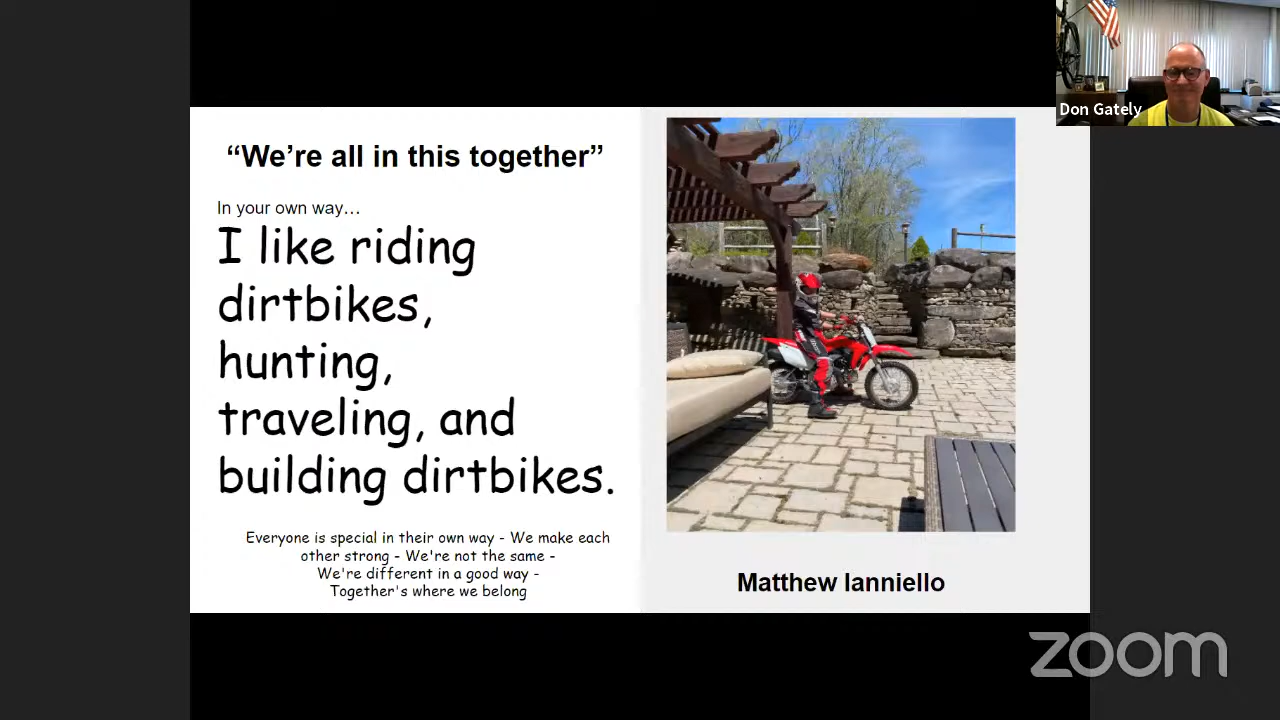 Don Gately
“We’re all in this together”
In your own way…
I like riding
dirtbikes,
hunting,
traveling, and
building dirtbikes.
Everyone is special in their own way - We make each
other strong - We're not the same -
We're different in a good way -
Together's where we belong
Matthew Ianniello
zoom